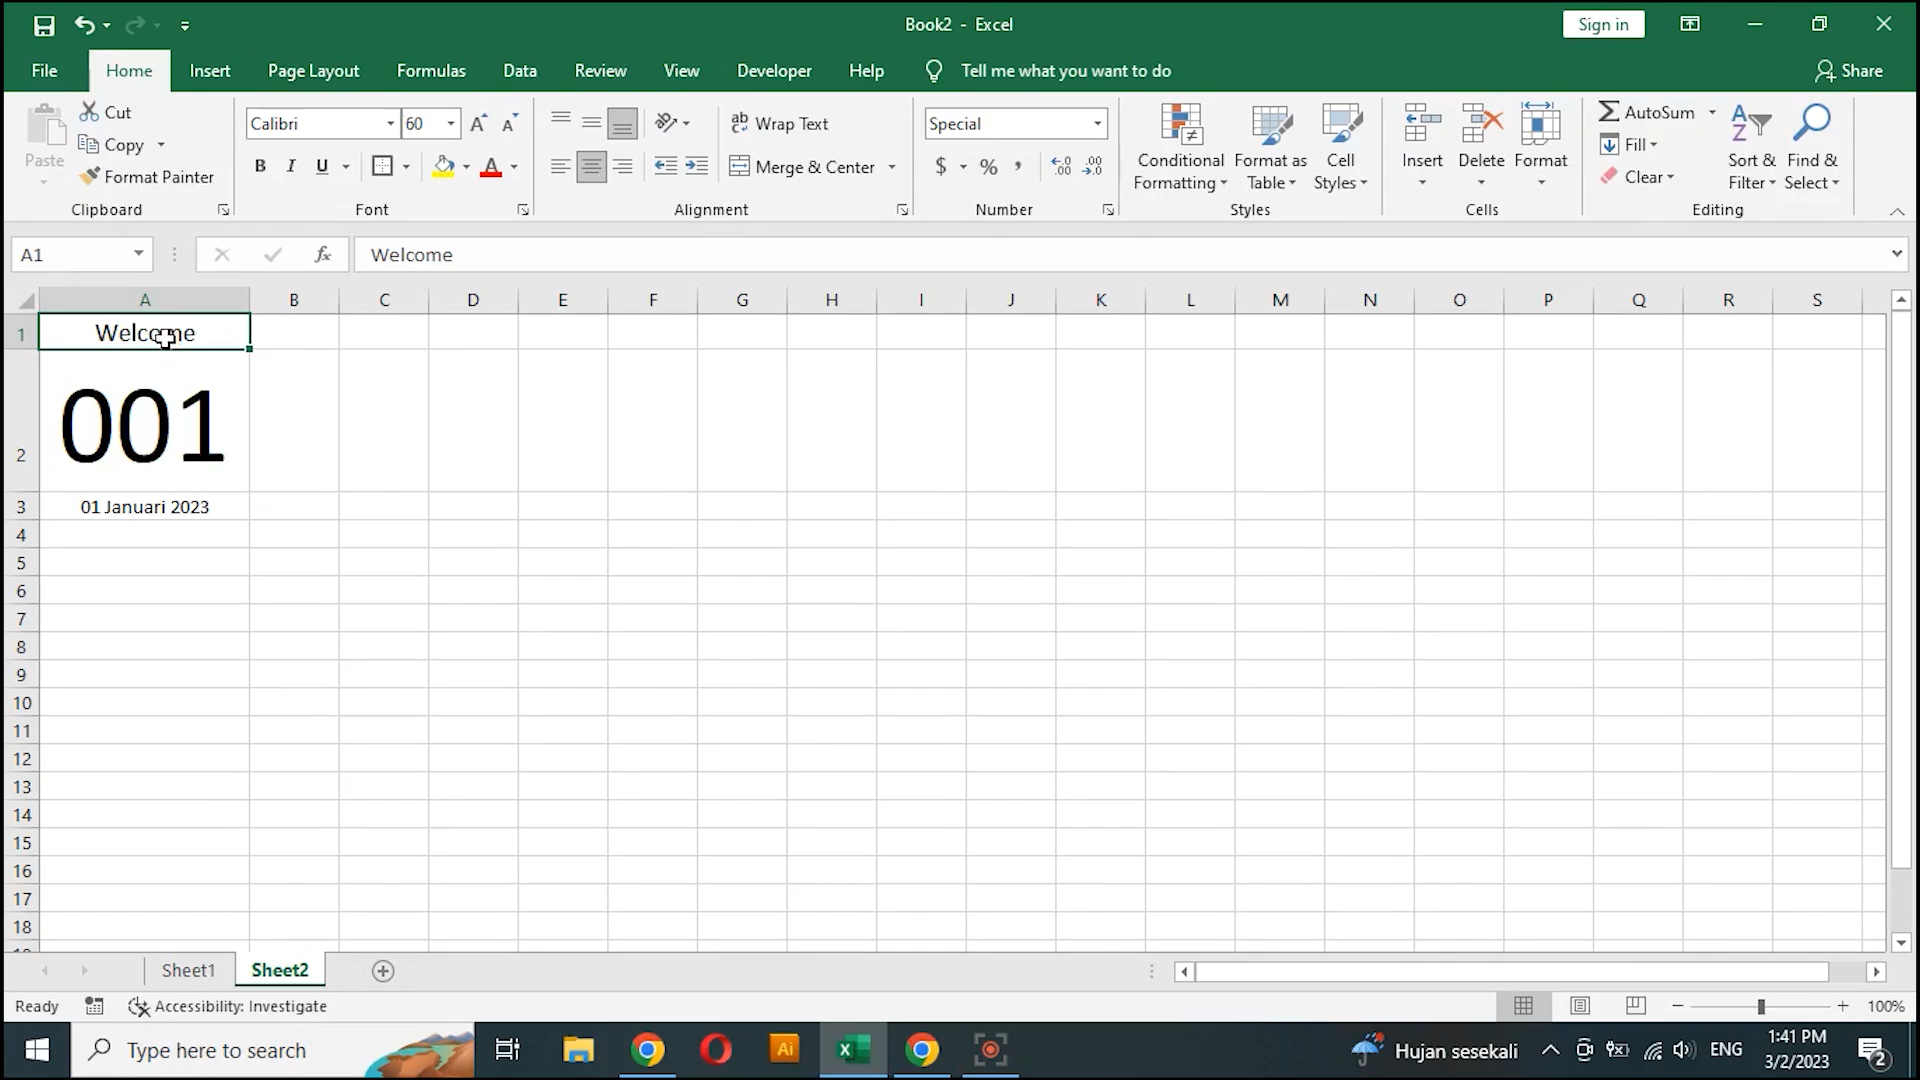 Book2 - Excel
Sign in
File Home Insert Page Layout Formulas Data Review View Developer Help Tell me what you want to do Share
Paste
Cut
Copy
Format Painter
Clipboard
Calibri 60
B I U
A
Font
ab
Wrap Text
Merge & Center
Alignment
Special
$ % ,
Number
Conditional Formatting
Format as Table
Cell Styles
Styles
Insert
Delete
Format
Cells
AutoSum
Fill
Clear
Sort & Filter
Find & Select
Editing
A1
fx
Welcome
A B C D E F G H I J K L M N O P Q R S
1 Welcome
2 001
3 01 Januari 2023
4
5
6
7
8
9
10
11
12
13
14
15
16
17
18
Sheet1 Sheet2
Ready Accessibility: Investigate 100%
Type here to search
Ai
Hujan sesekali
ENG
1:41 PM
3/2/2023
2